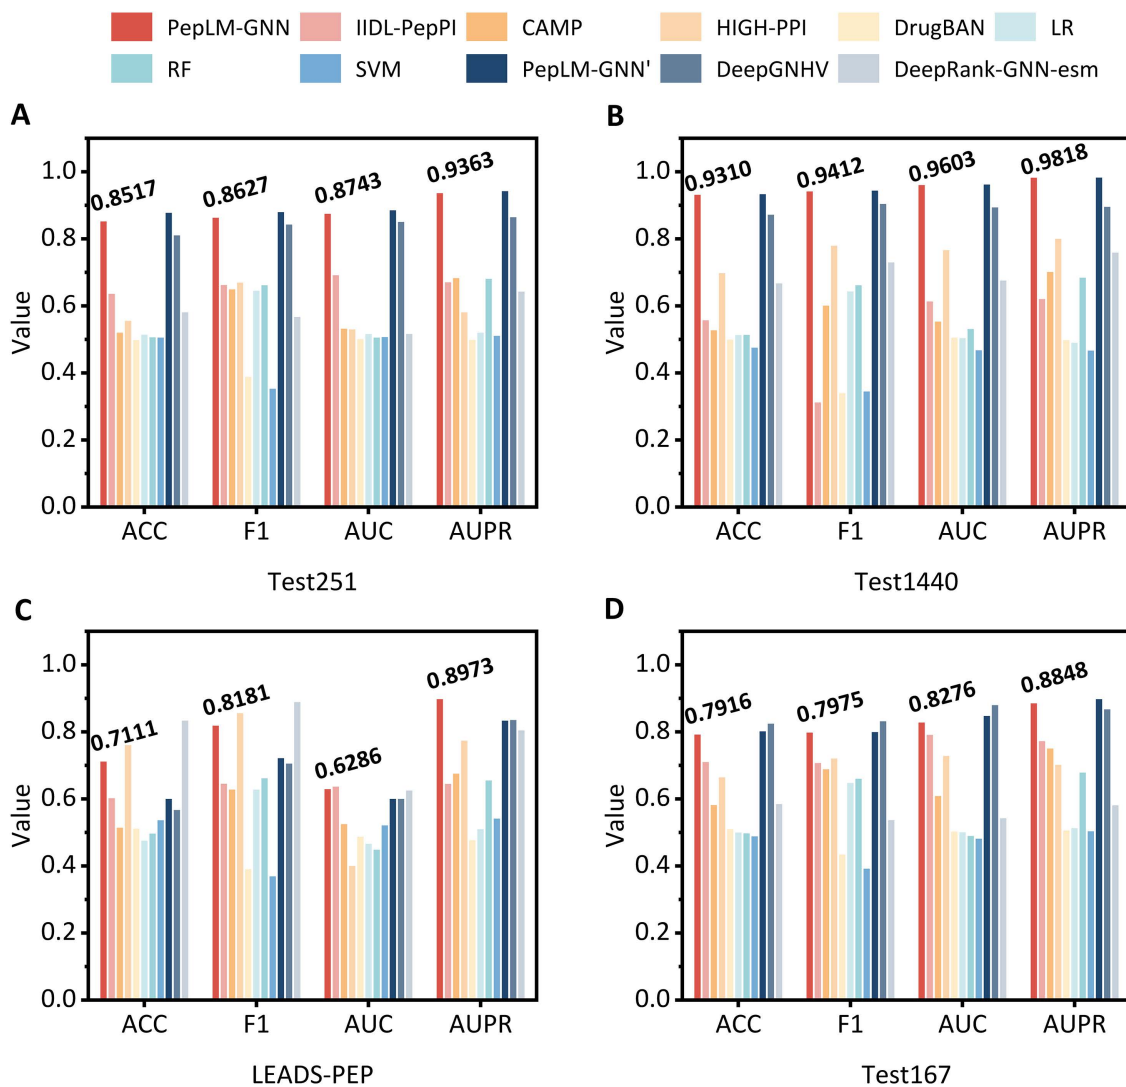 PepLM-GNN IIDL-PepPI CAMP HIGH-PPI DrugBAN LR
RF SVM PepLM-GNN' DeepGNHV DeepRank-GNN-esm
A
Value
1.0
0.8
0.6
0.4
0.2
0.0
0.8517 0.8627 0.8743 0.9363
ACC F1 AUC AUPR
Test251
B
Value
1.0
0.8
0.6
0.4
0.2
0.0
0.9310 0.9412 0.9603 0.9818
ACC F1 AUC AUPR
Test1440
C
Value
1.0
0.8
0.6
0.4
0.2
0.0
0.7111 0.8181 0.6286 0.8973
ACC F1 AUC AUPR
LEADS-PEP
D
Value
1.0
0.8
0.6
0.4
0.2
0.0
0.7916 0.7975 0.8276 0.8848
ACC F1 AUC AUPR
Test167